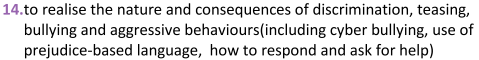 14.to realise the nature and consequences of discrimination, teasing,
bullying and aggressive behaviours(including cyber bullying, use of
prejudice-based language,  how to respond and ask for help)